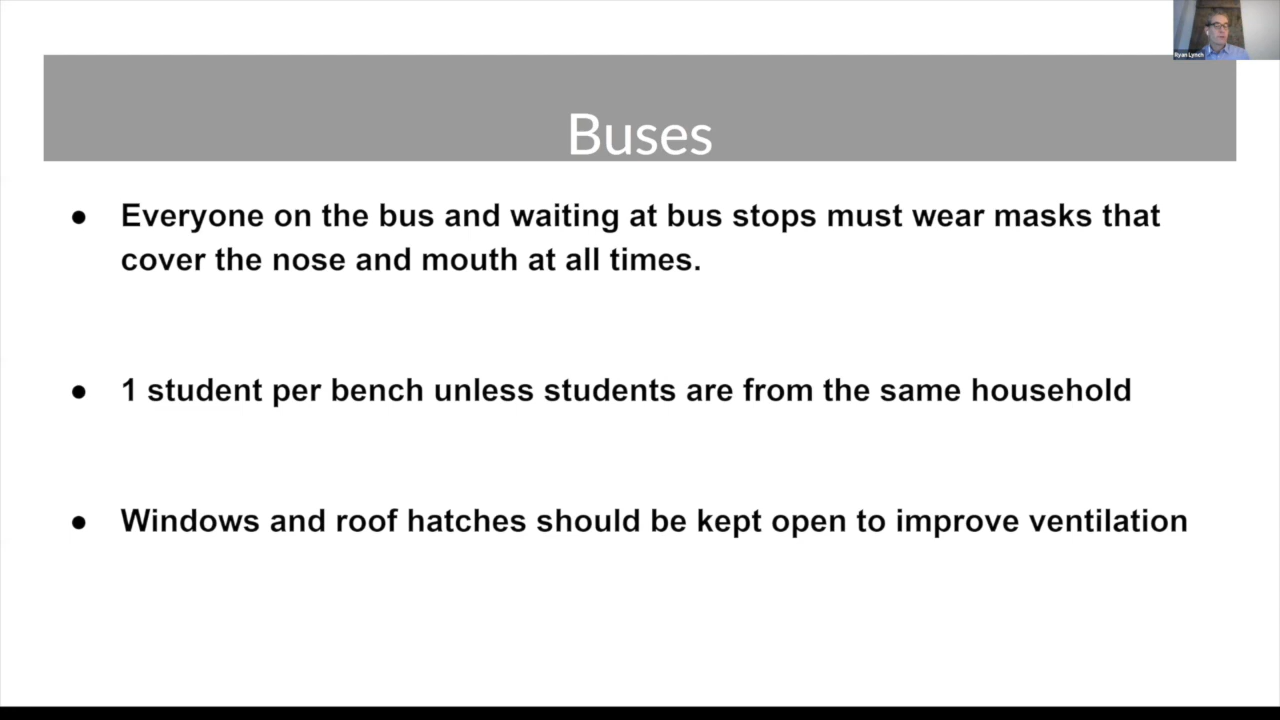 Ryan Lynch
Buses
● Everyone on the bus and waiting at bus stops must wear masks that
cover the nose and mouth at all times.
● 1 student per bench unless students are from the same household
● Windows and roof hatches should be kept open to improve ventilation